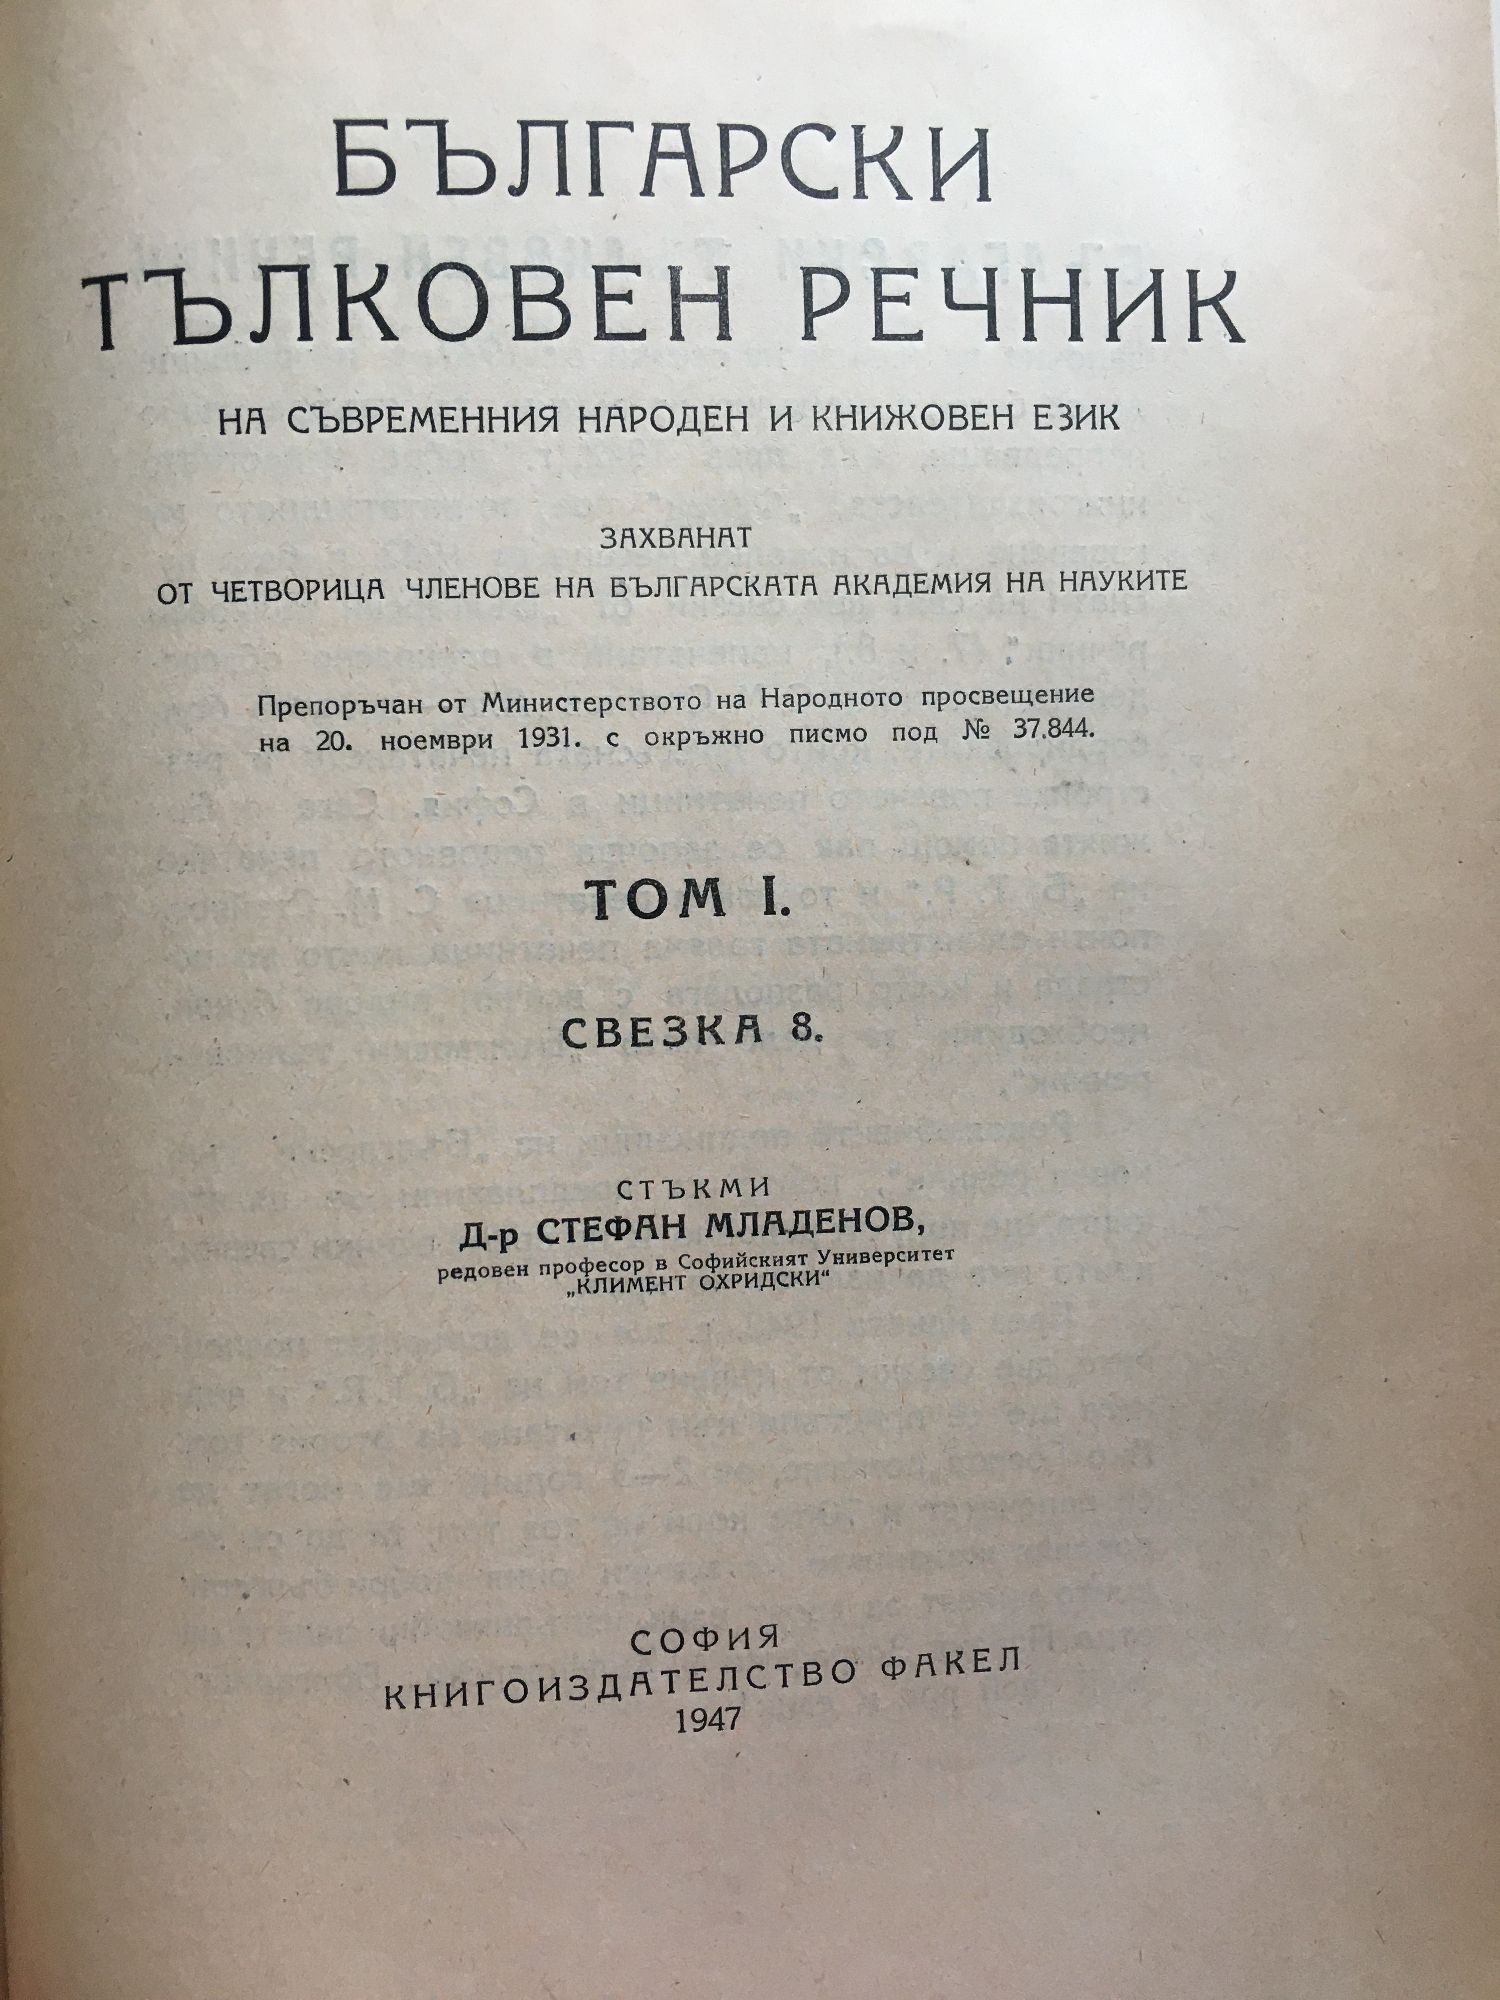 БЪЛГАРСКИ
ТЪЛКОВЕН РЕЧНИК
НА СЪВРЕМЕННИЯ НАРОДЕН И КНИЖОВЕН ЕЗИК
ЗАХВАНАТ
ОТ ЧЕТВОРИЦА ЧЛЕНОВЕ НА БЪЛГАРСКАТА АКАДЕМИЯ НА НАУКИТЕ
Препоръчан от Министерството на Народното просвещение
на 20. ноември 1931. с окръжно писмо под № 37.844.
ТОМ I.
СВЕЗКА 8.
СТЪКМИ
Д-р СТЕФАН МЛАДЕНОВ,
редовен професор в Софийският Университет
„КЛИМЕНТ ОХРИДСКИ“
СОФИЯ
КНИГОИЗДАТЕЛСТВО ФАКЕЛ
1947